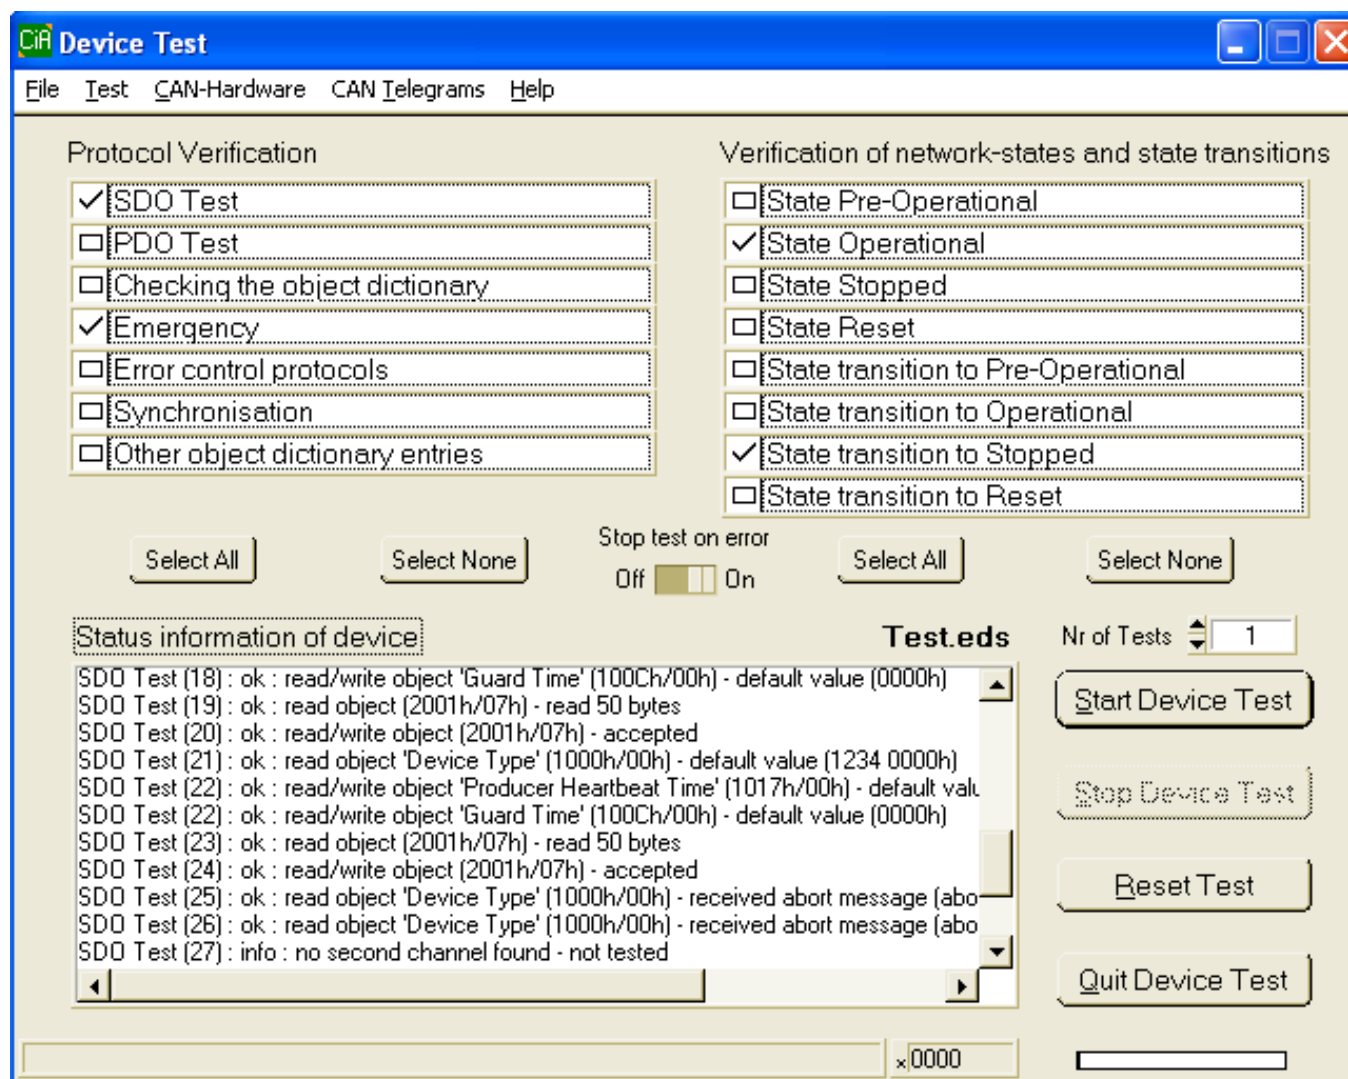 CiA Device Test
File Test CAN-Hardware CAN Telegrams Help
Protocol Verification
SDO Test
PDO Test
Checking the object dictionary
Emergency
Error control protocols
Synchronisation
Other object dictionary entries
Select All
Select None
Verification of network-states and state transitions
State Pre-Operational
State Operational
State Stopped
State Reset
State transition to Pre-Operational
State transition to Operational
State transition to Stopped
State transition to Reset
Stop test on error
Off On
Select All
Select None
Status information of device
Test.eds
SDO Test (18) : ok : read/write object 'Guard Time' (100Ch/00h) - default value (0000h)
SDO Test (19) : ok : read object (2001h/07h) - read 50 bytes
SDO Test (20) : ok : read/write object (2001h/07h) - accepted
SDO Test (21) : ok : read object 'Device Type' (1000h/00h) - default value (1234 0000h)
SDO Test (22) : ok : read/write object 'Producer Heartbeat Time' (1017h/00h) - default valu
SDO Test (22) : ok : read/write object 'Guard Time' (100Ch/00h) - default value (0000h)
SDO Test (23) : ok : read object (2001h/07h) - read 50 bytes
SDO Test (24) : ok : read/write object (2001h/07h) - accepted
SDO Test (25) : ok : read object 'Device Type' (1000h/00h) - received abort message (abo
SDO Test (26) : ok : read object 'Device Type' (1000h/00h) - received abort message (abo
SDO Test (27) : info : no second channel found - not tested
Nr of Tests 1
Start Device Test
Stop Device Test
Reset Test
Quit Device Test
x0000